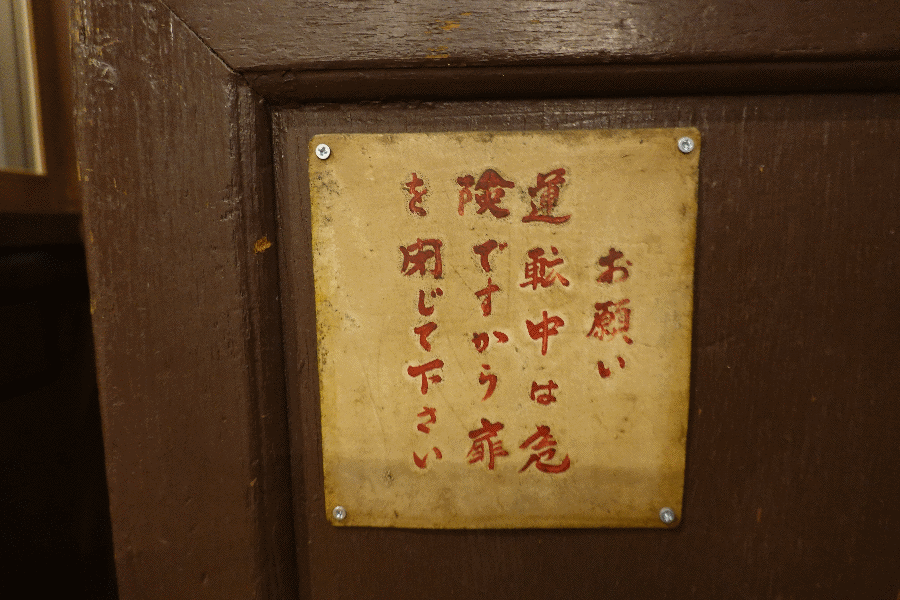 お願い
運転中は危
険ですから扉
を閉じて下さい